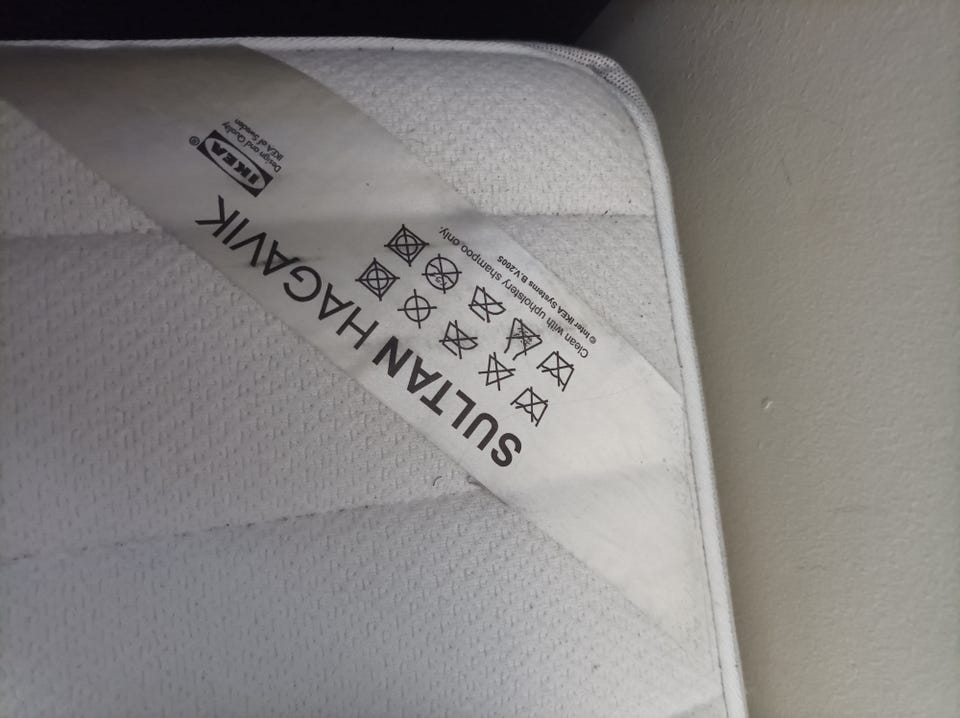 SULTAN HAGAVIK
Clean with upholstery shampoo only.
© Inter IKEA Systems B.V.2005
IKEA®
Design and Quality
IKEA of Sweden